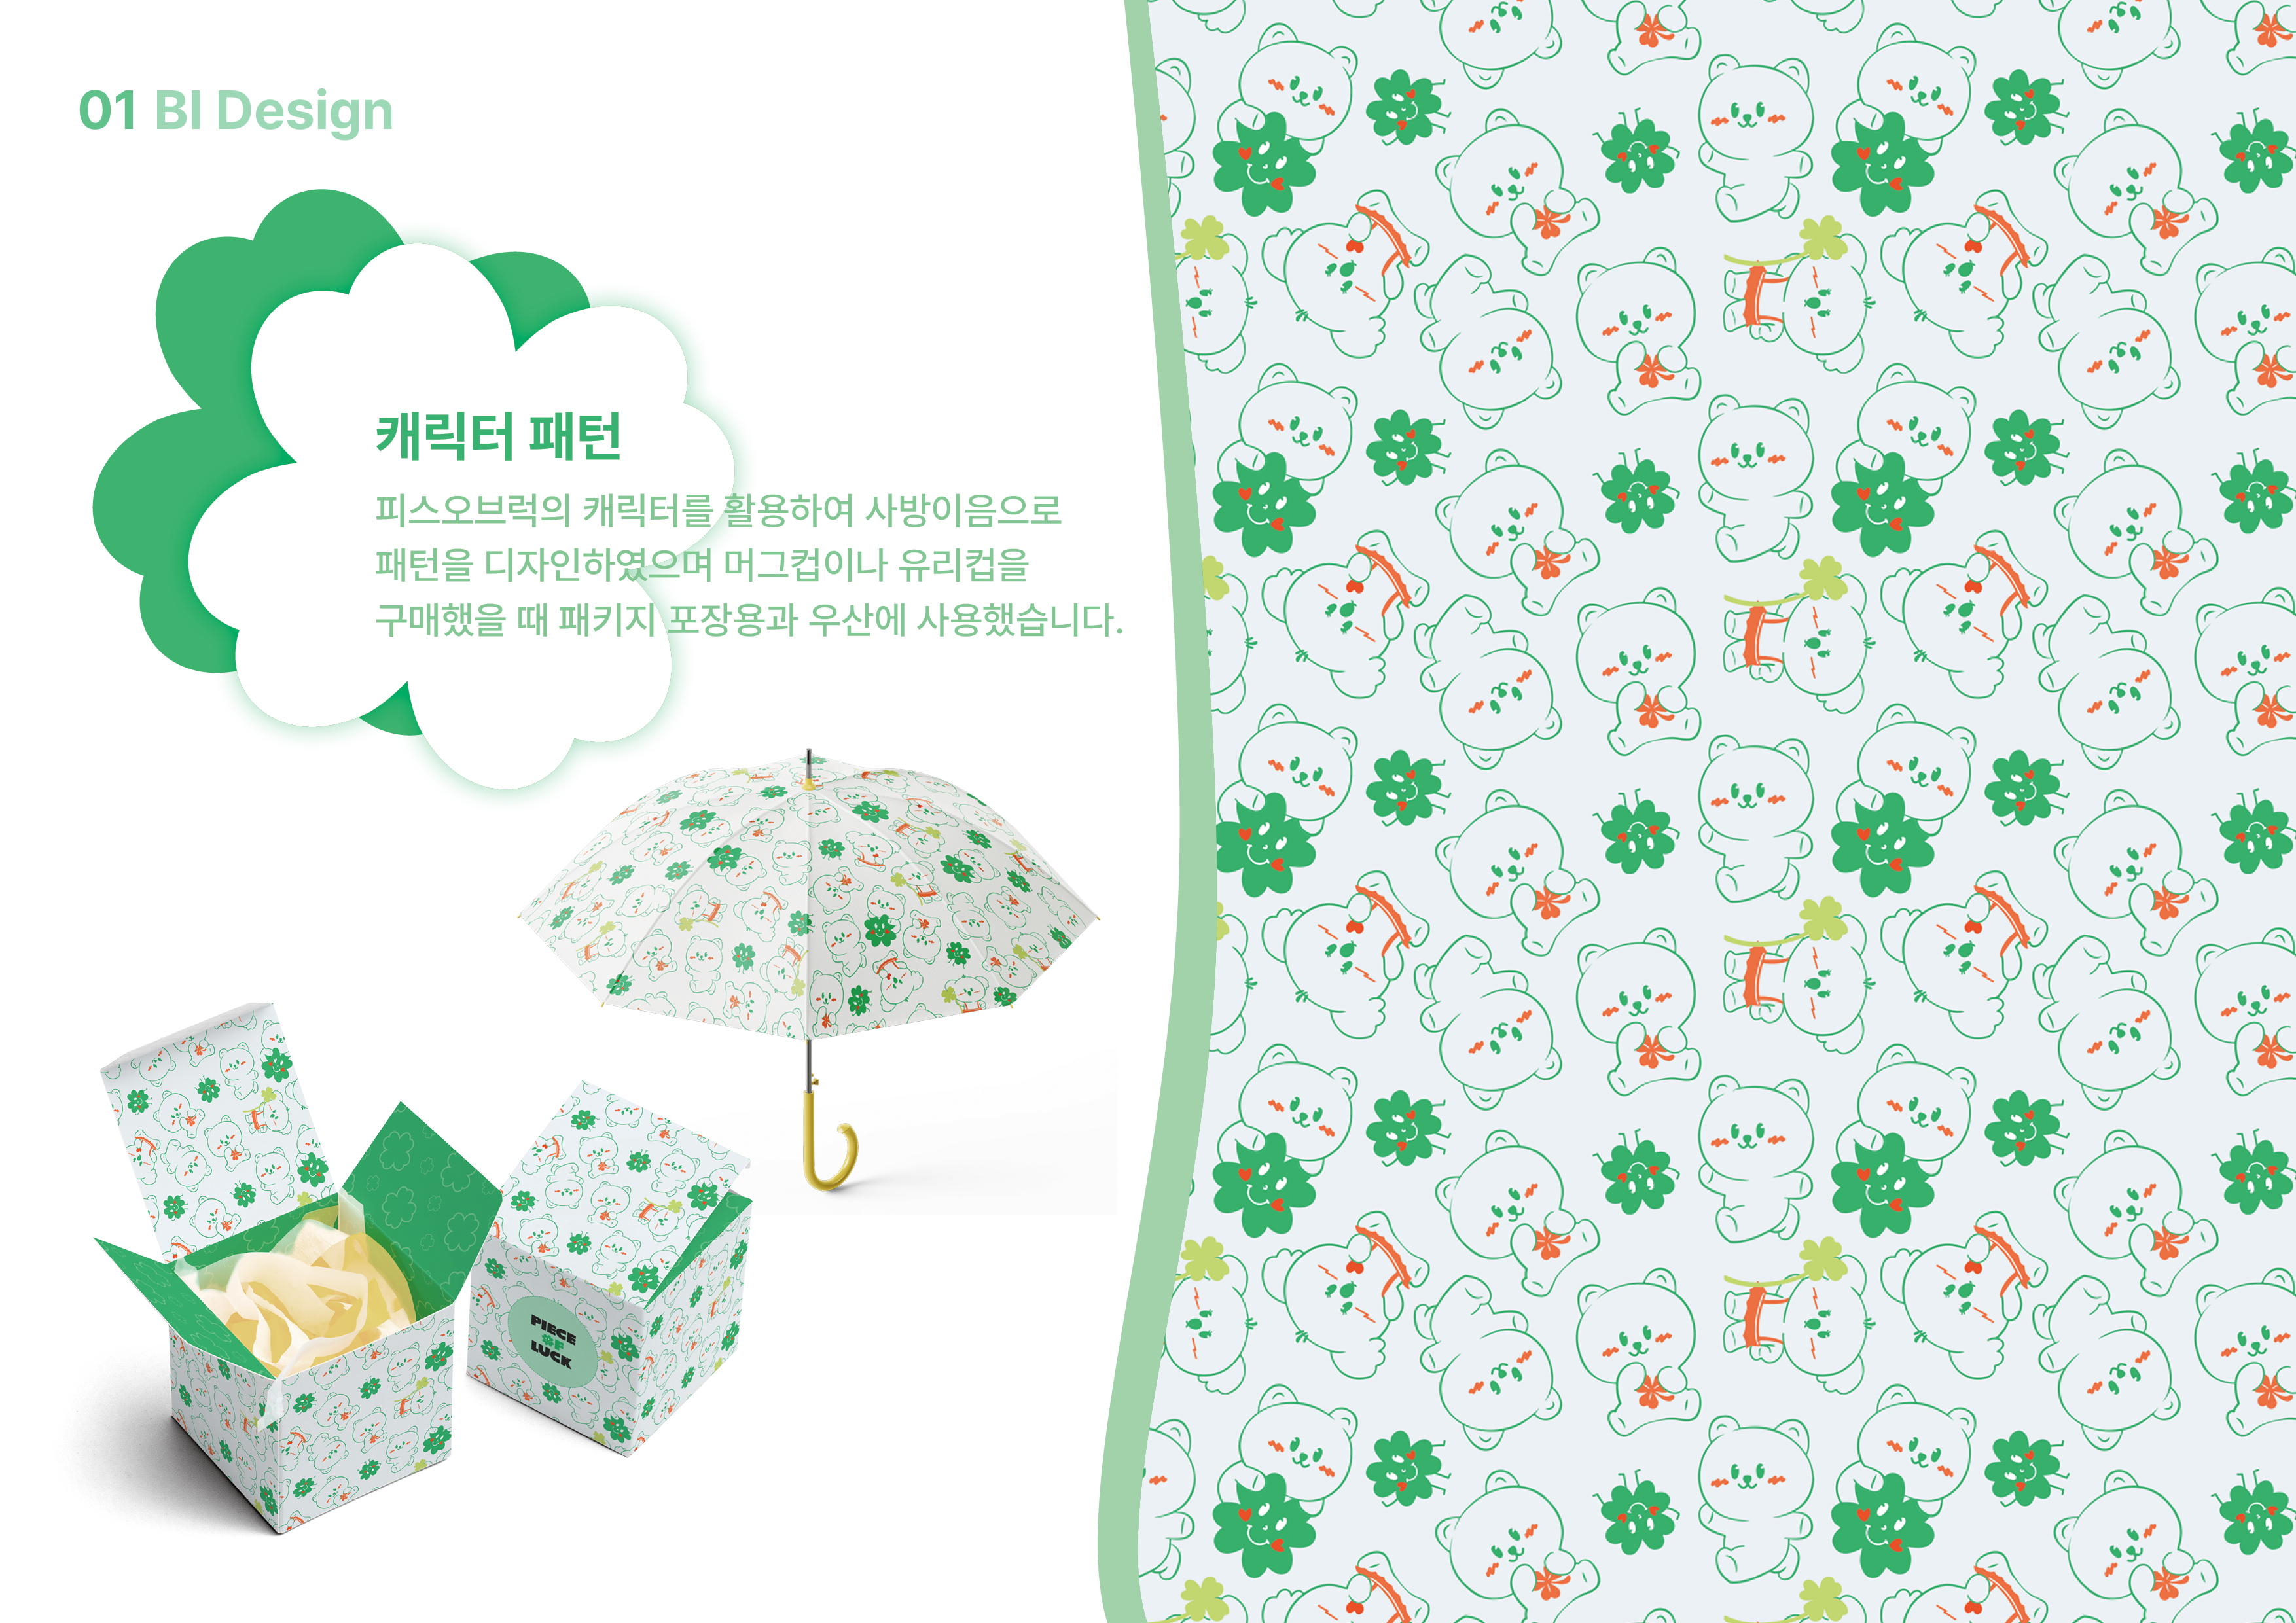 01 BI Design
캐릭터 패턴
피스오브럭의 캐릭터를 활용하여 사방이음으로
패턴을 디자인하였으며 머그컵이나 유리컵을
구매했을 때 패키지 포장용과 우산에 사용했습니다.
PIECE
OF
LUCK